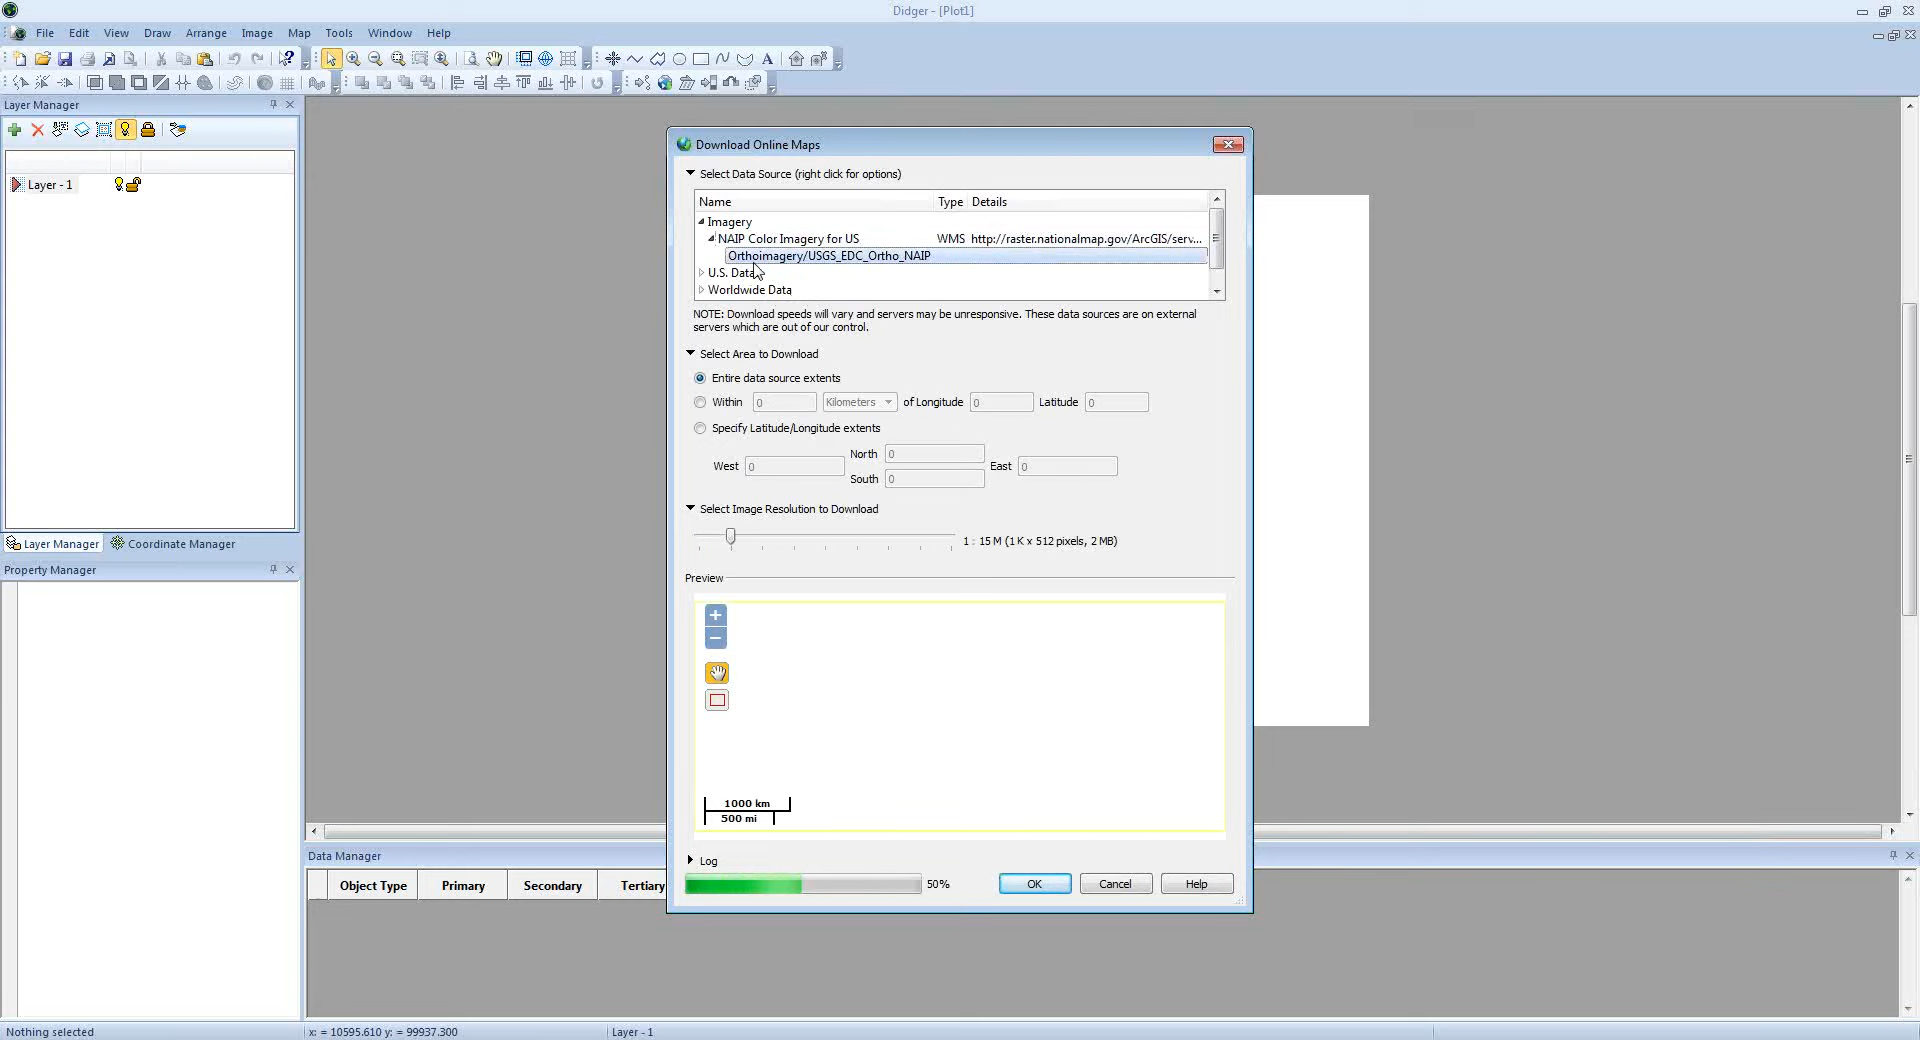 Didger - [Plot1]
File Edit View Draw Arrange Image Map Tools Window Help
Layer Manager
Layer - 1
Layer Manager Coordinate Manager
Property Manager
Download Online Maps
Select Data Source (right click for options)
Name Type Details
Imagery
NAIP Color Imagery for US WMS http://raster.nationalmap.gov/ArcGIS/serv...
Orthoimagery/USGS_EDC_Ortho_NAIP
U.S. Data
Worldwide Data
NOTE: Download speeds will vary and servers may be unresponsive. These data sources are on external
servers which are out of our control.
Select Area to Download
Entire data source extents
Within 0 Kilometers of Longitude 0 Latitude 0
Specify Latitude/Longitude extents
North 0
West 0 East 0
South 0
Select Image Resolution to Download
1 : 15 M (1 K x 512 pixels, 2 MB)
Preview
1000 km
500 mi
Log
50% OK Cancel Help
Data Manager
Object Type Primary Secondary Tertiary
Nothing selected x: = 10595.610 y: = 99937.300 Layer - 1